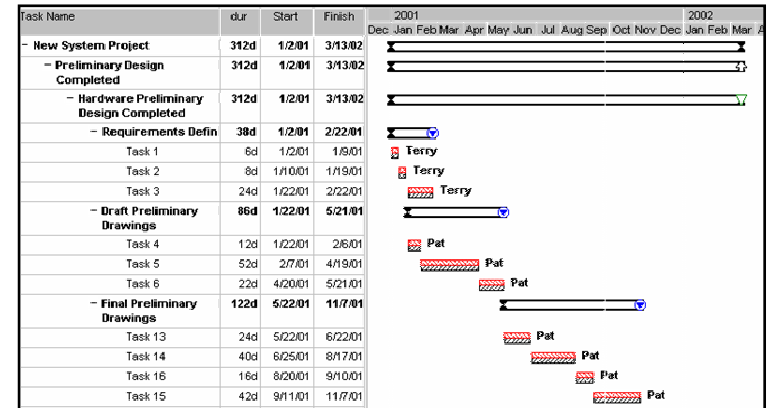 Task Name dur Start Finish 2001 2002
Dec Jan Feb Mar Apr May Jun Jul Aug Sep Oct Nov Dec Jan Feb Mar A
− New System Project 312d 1/2/01 3/13/02
− Preliminary Design 312d 1/2/01 3/13/02
Completed
− Hardware Preliminary 312d 1/2/01 3/13/02
Design Completed
− Requirements Defin 38d 1/2/01 2/22/01
Task 1 6d 1/2/01 1/9/01 Terry
Task 2 8d 1/10/01 1/19/01 Terry
Task 3 24d 1/22/01 2/22/01 Terry
− Draft Preliminary 86d 1/22/01 5/21/01
Drawings
Task 4 12d 1/22/01 2/6/01 Pat
Task 5 52d 2/7/01 4/19/01 Pat
Task 6 22d 4/20/01 5/21/01 Pat
− Final Preliminary 122d 5/22/01 11/7/01
Drawings
Task 13 24d 5/22/01 6/22/01 Pat
Task 14 40d 6/25/01 8/17/01 Pat
Task 16 16d 8/20/01 9/10/01 Pat
Task 15 42d 9/11/01 11/7/01 Pat